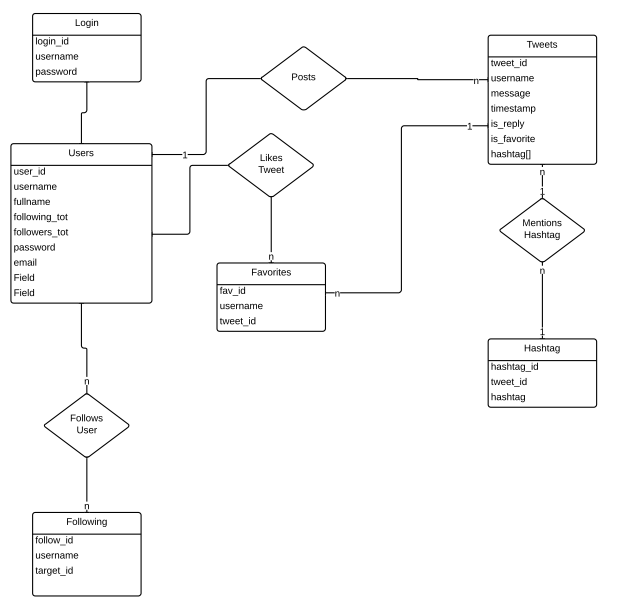 Login
login_id
username
password
Users
user_id
username
fullname
following_tot
followers_tot
password
email
Field
Field
1
Posts
n
Likes
Tweet
n
Favorites
fav_id
username
tweet_id
n
1
Tweets
tweet_id
username
message
timestamp
is_reply
is_favorite
hashtag[]
n
1
Mentions
Hashtag
n
1
Hashtag
hashtag_id
tweet_id
hashtag
n
Follows
User
n
Following
follow_id
username
target_id